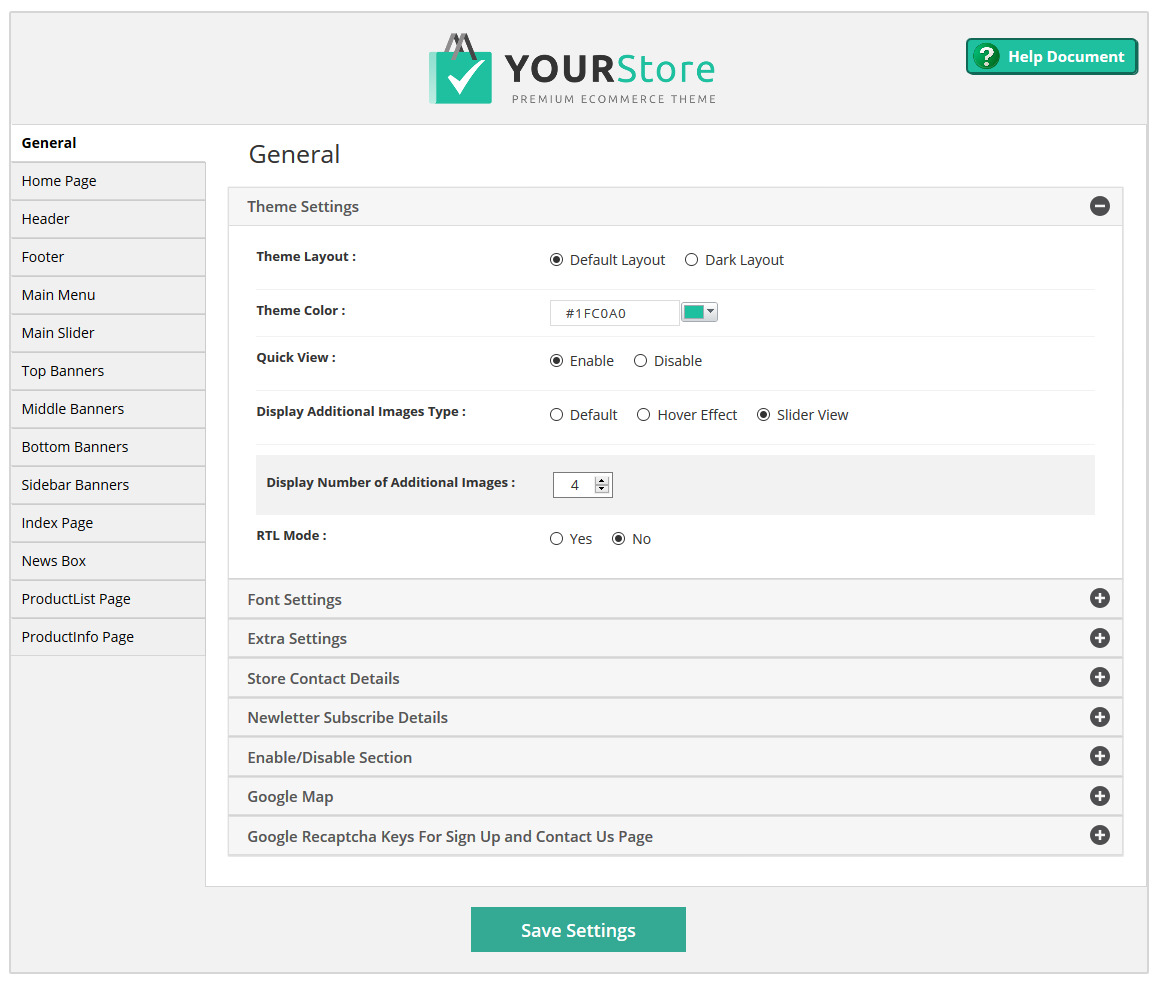 YOURStore
PREMIUM ECOMMERCE THEME
? Help Document
General
Home Page
Header
Footer
Main Menu
Main Slider
Top Banners
Middle Banners
Bottom Banners
Sidebar Banners
Index Page
News Box
ProductList Page
ProductInfo Page
General
Theme Settings
Theme Layout : Default Layout Dark Layout
Theme Color : #1FC0A0
Quick View : Enable Disable
Display Additional Images Type : Default Hover Effect Slider View
Display Number of Additional Images : 4
RTL Mode : Yes No
Font Settings
Extra Settings
Store Contact Details
Newletter Subscribe Details
Enable/Disable Section
Google Map
Google Recaptcha Keys For Sign Up and Contact Us Page
Save Settings